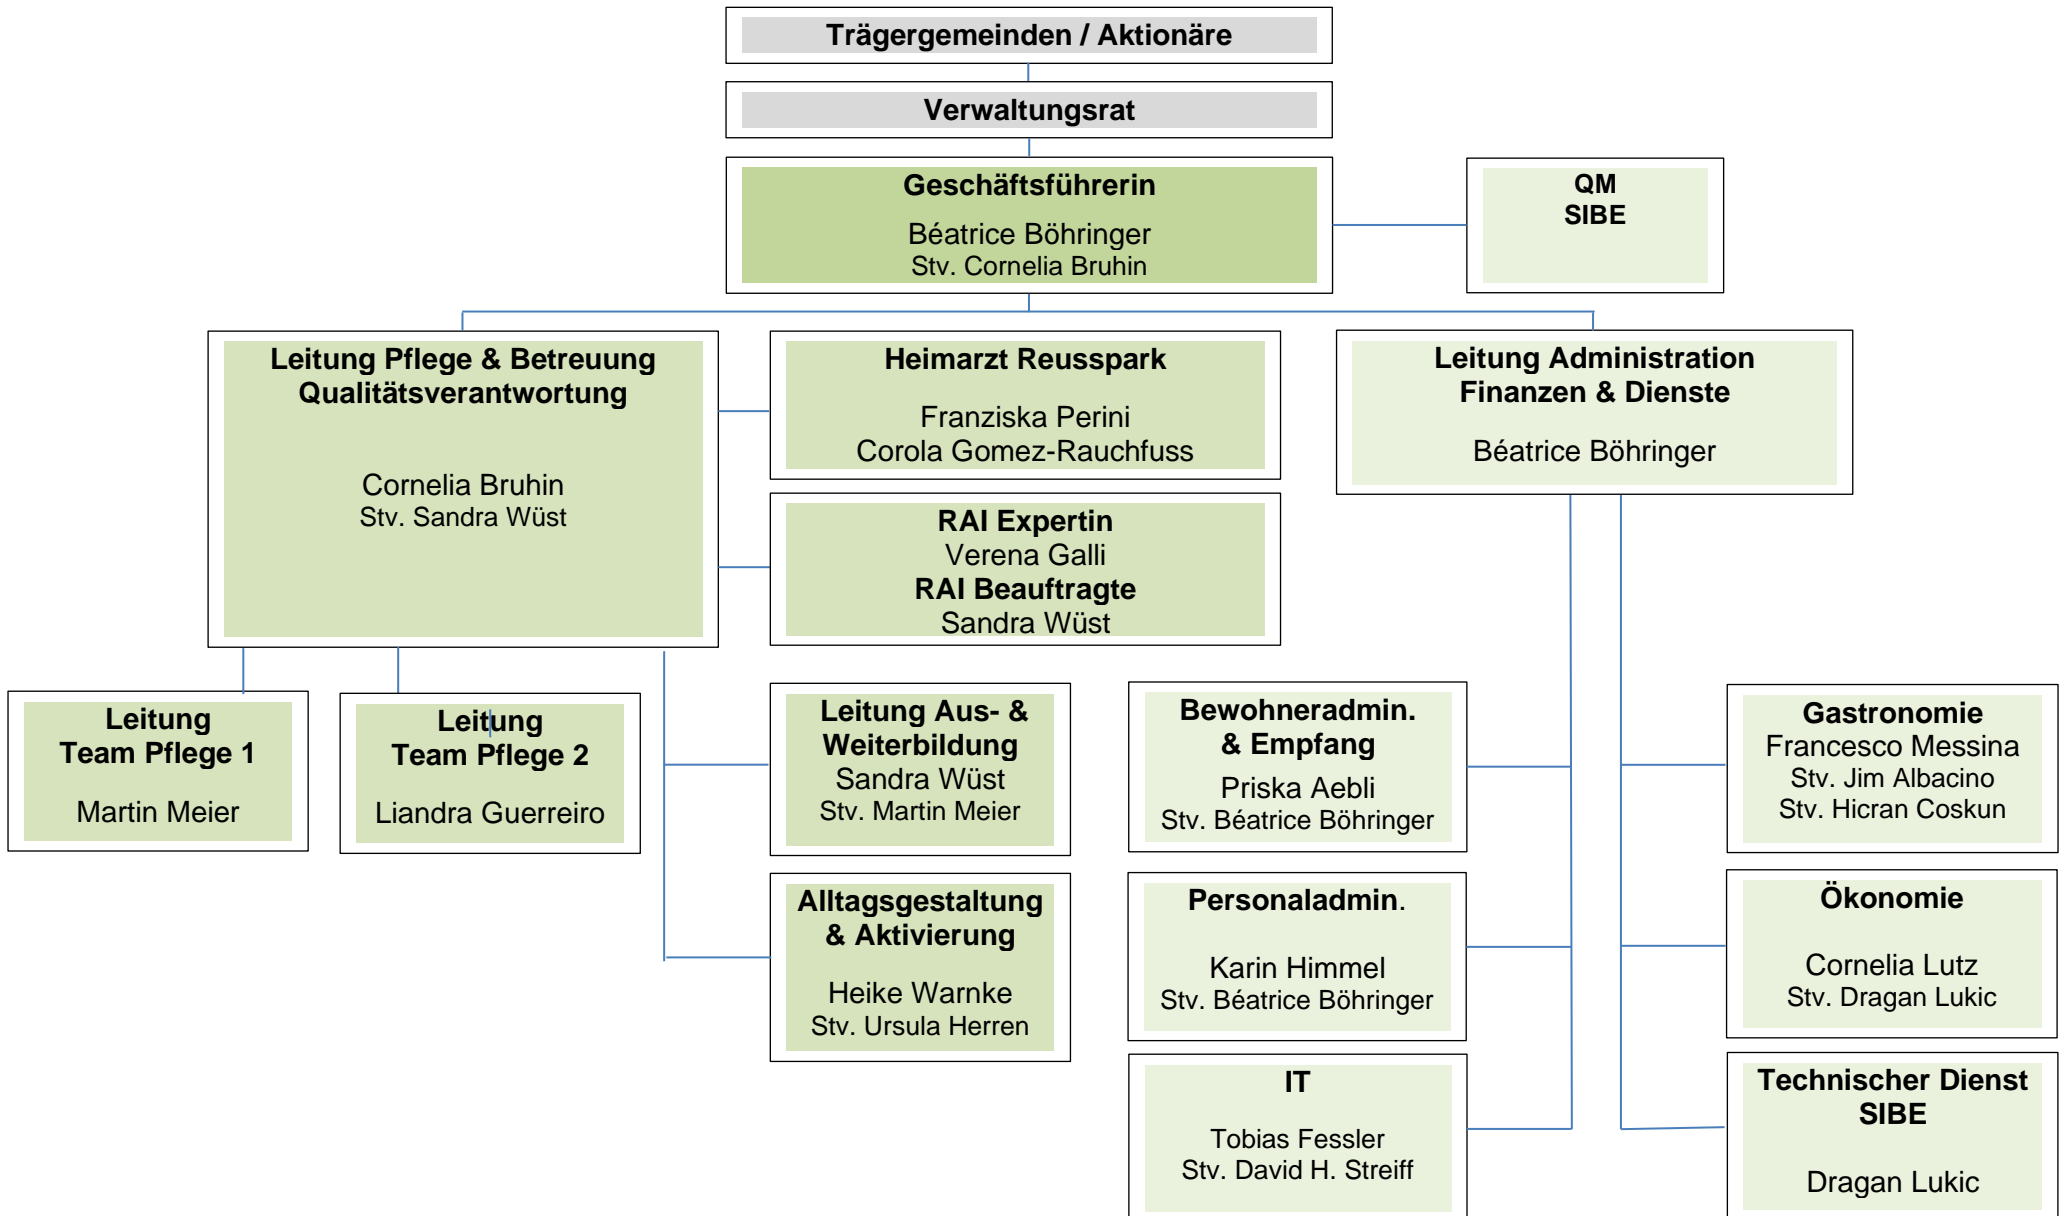 Trägergemeinden / Aktionäre
Verwaltungsrat
Geschäftsführerin
Béatrice Böhringer
Stv. Cornelia Bruhin
QM
SIBE
Leitung Pflege & Betreuung
Qualitätsverantwortung
Cornelia Bruhin
Stv. Sandra Wüst
Heimarzt Reusspark
Franziska Perini
Corola Gomez-Rauchfuss
RAI Expertin
Verena Galli
RAI Beauftragte
Sandra Wüst
Leitung Administration
Finanzen & Dienste
Béatrice Böhringer
Leitung
Team Pflege 1
Martin Meier
Leitung
Team Pflege 2
Liandra Guerreiro
Leitung Aus- &
Weiterbildung
Sandra Wüst
Stv. Martin Meier
Alltagsgestaltung
& Aktivierung
Heike Warnke
Stv. Ursula Herren
Bewohneradmin.
& Empfang
Priska Aebli
Stv. Béatrice Böhringer
Personaladmin.
Karin Himmel
Stv. Béatrice Böhringer
IT
Tobias Fessler
Stv. David H. Streiff
Gastronomie
Francesco Messina
Stv. Jim Albacino
Stv. Hicran Coskun
Ökonomie
Cornelia Lutz
Stv. Dragan Lukic
Technischer Dienst
SIBE
Dragan Lukic